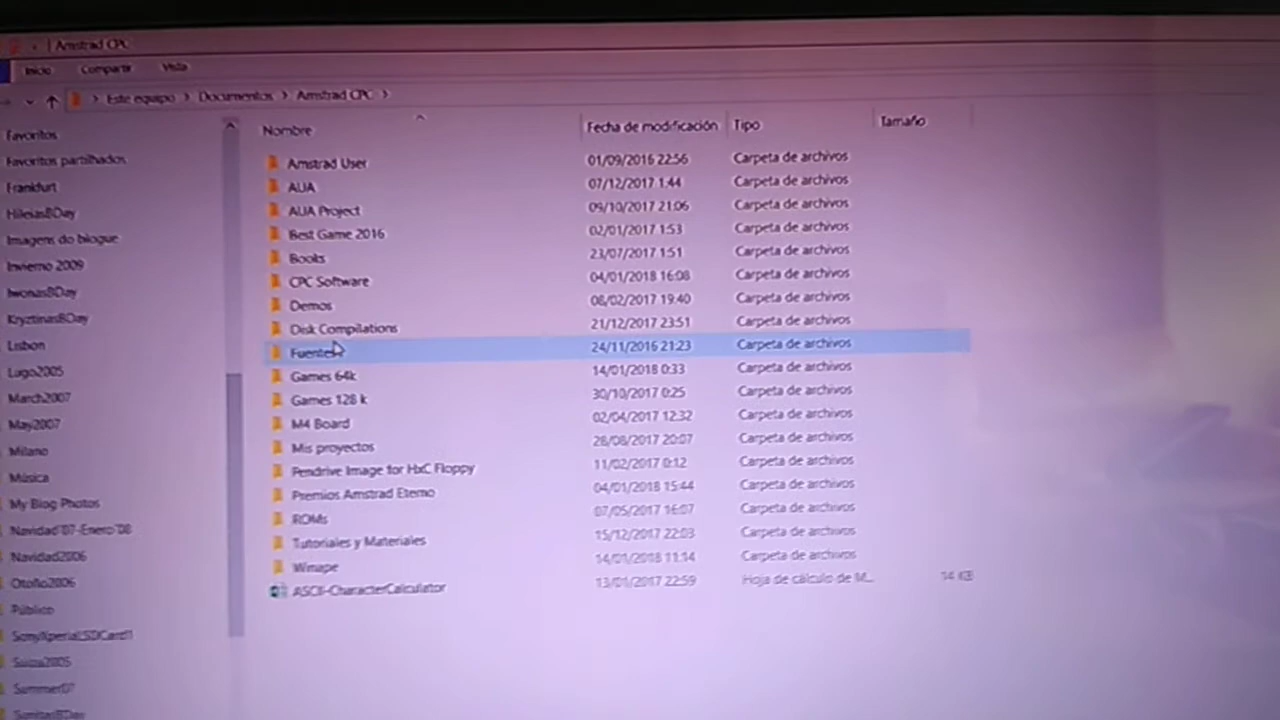 Amstrad CPC
Inicio Compartir Vista
Este equipo > Documentos > Amstrad CPC >
Nombre Fecha de modificación Tipo Tamaño
Favoritos
Favoritos partilhados
Frankfurt
HileiasBDay
Imagens do blogue
Invierno 2009
IwonasBDay
KryztinasBDay
Lisbon
Lugo2005
March2007
May2007
Milano
Música
My Blog Photos
Navidad'07-Enero'08
Navidad2006
Otoño2006
Público
SonyXperiaLSDCard1
Suiza2005
Summer07
Amstrad User 01/09/2016 22:56 Carpeta de archivos
AUA 07/12/2017 1:44 Carpeta de archivos
AUA Project 09/10/2017 21:06 Carpeta de archivos
Best Game 2016 02/01/2017 1:53 Carpeta de archivos
Books 23/07/2017 1:51 Carpeta de archivos
CPC Software 04/01/2018 16:08 Carpeta de archivos
Demos 08/02/2017 19:40 Carpeta de archivos
Disk Compilations 21/12/2017 23:51 Carpeta de archivos
Fuentes 24/11/2016 21:23 Carpeta de archivos
Games 64k 14/01/2018 0:33 Carpeta de archivos
Games 128 k 30/10/2017 0:25 Carpeta de archivos
M4 Board 02/04/2017 12:32 Carpeta de archivos
Mis proyectos 28/08/2017 20:07 Carpeta de archivos
Pendrive Image for HxC Floppy 11/02/2017 0:12 Carpeta de archivos
Premios Amstrad Eterno 04/01/2018 15:44 Carpeta de archivos
ROMs 07/05/2017 16:07 Carpeta de archivos
Tutoriales y Materiales 15/12/2017 22:03 Carpeta de archivos
Winape 14/01/2018 11:14 Carpeta de archivos
ASCII-CharacterCalculator 13/01/2017 22:59 Hoja de cálculo de M... 14 KB